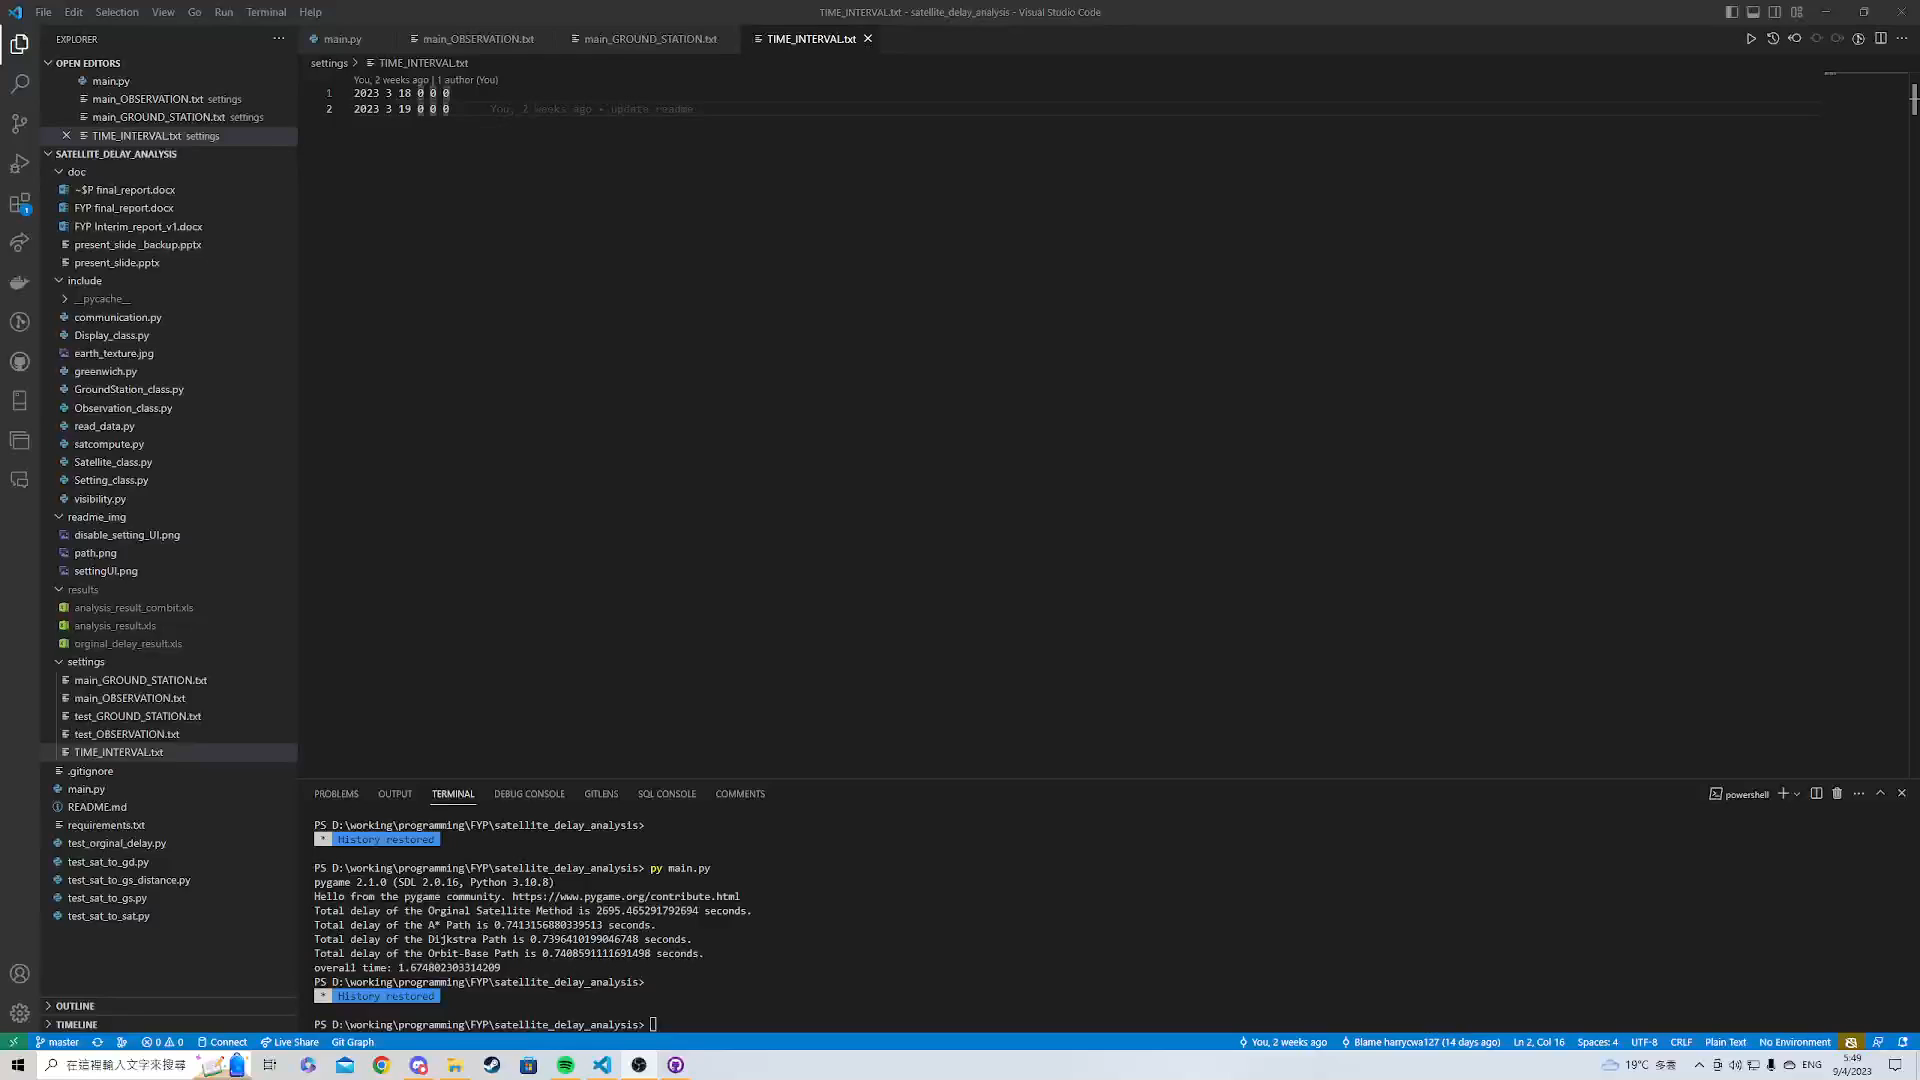 File Edit Selection View Go Run Terminal Help
TIME_INTERVAL.txt - satellite_delay_analysis - Visual Studio Code
EXPLORER
main.py
main_OBSERVATION.txt
main_GROUND_STATION.txt
TIME_INTERVAL.txt
OPEN EDITORS
main.py
main_OBSERVATION.txt settings
main_GROUND_STATION.txt settings
TIME_INTERVAL.txt settings
SATELLITE_DELAY_ANALYSIS
doc
~$P final_report.docx
FYP final_report.docx
FYP Interim_report_v1.docx
present_slide _backup.pptx
present_slide.pptx
include
__pycache__
communication.py
Display_class.py
earth_texture.jpg
greenwich.py
GroundStation_class.py
Observation_class.py
read_data.py
satcompute.py
Satellite_class.py
Setting_class.py
visibility.py
readme_img
disable_setting_UI.png
path.png
settingUI.png
results
analysis_result_combit.xls
analysis_result.xls
orginal_delay_result.xls
settings
main_GROUND_STATION.txt
main_OBSERVATION.txt
test_GROUND_STATION.txt
test_OBSERVATION.txt
TIME_INTERVAL.txt
.gitignore
main.py
README.md
requirements.txt
test_orginal_delay.py
test_sat_to_gd.py
test_sat_to_gs_distance.py
test_sat_to_gs.py
test_sat_to_sat.py
OUTLINE
TIMELINE
settings > TIME_INTERVAL.txt
You, 2 weeks ago | 1 author (You)
1 2023 3 18 0 0 0
2 2023 3 19 0 0 0 You, 2 weeks ago • update readme
PROBLEMS OUTPUT TERMINAL DEBUG CONSOLE GITLENS SQL CONSOLE COMMENTS
powershell
PS D:\working\programming\FYP\satellite_delay_analysis>
* History restored
PS D:\working\programming\FYP\satellite_delay_analysis> py main.py
pygame 2.1.0 (SDL 2.0.16, Python 3.10.8)
Hello from the pygame community. https://www.pygame.org/contribute.html
Total delay of the Orginal Satellite Method is 2695.465291792694 seconds.
Total delay of the A* Path is 0.7413156880339513 seconds.
Total delay of the Dijkstra Path is 0.7396410199046748 seconds.
Total delay of the Orbit-Base Path is 0.7408591111691498 seconds.
overall time: 1.674802303314209
PS D:\working\programming\FYP\satellite_delay_analysis>
* History restored
PS D:\working\programming\FYP\satellite_delay_analysis>
master 0 0 Connect Live Share Git Graph
You, 2 weeks ago Blame harrycwa127 (14 days ago) Ln 2, Col 16 Spaces: 4 UTF-8 CRLF Plain Text No Environment
在這裡輸入文字來搜尋
19°C 多雲 ENG
5:49
9/4/2023